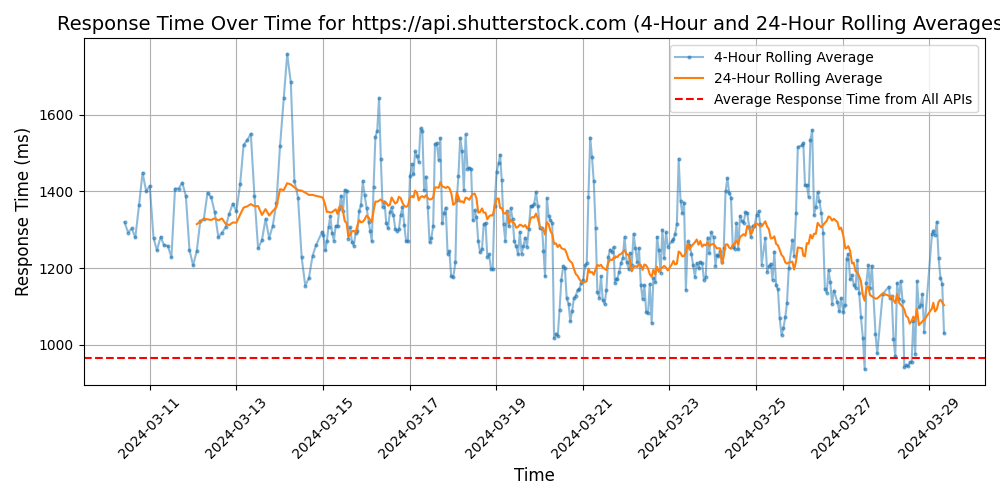 Response Time Over Time for https://api.shutterstock.com (4-Hour and 24-Hour Rolling Averages
4-Hour Rolling Average
24-Hour Rolling Average
Average Response Time from All APIs
Response Time (ms)
1600
1400
1200
1000
2024-03-11
2024-03-13
2024-03-15
2024-03-17
2024-03-19
2024-03-21
2024-03-23
2024-03-25
2024-03-27
2024-03-29
Time